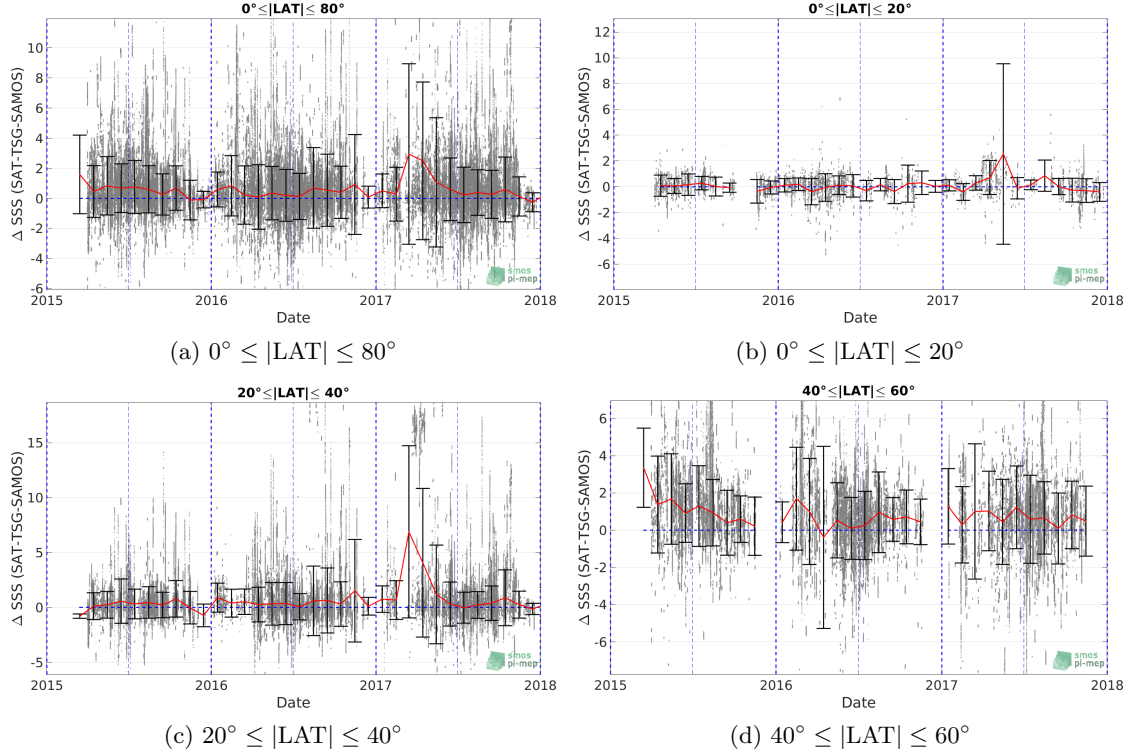 0°≤|LAT|≤ 80°
Δ SSS (SAT-TSG-SAMOS)
10
8
6
4
2
0
-2
-4
-6
2015 2016 2017 2018
Date
smos
pi-mep
(a) 0° ≤ |LAT| ≤ 80°
0°≤|LAT|≤ 20°
Δ SSS (SAT-TSG-SAMOS)
12
10
8
6
4
2
0
-2
-4
-6
2015 2016 2017 2018
Date
smos
pi-mep
(b) 0° ≤ |LAT| ≤ 20°
20°≤|LAT|≤ 40°
Δ SSS (SAT-TSG-SAMOS)
15
10
5
0
-5
2015 2016 2017 2018
Date
smos
pi-mep
(c) 20° ≤ |LAT| ≤ 40°
40°≤|LAT|≤ 60°
Δ SSS (SAT-TSG-SAMOS)
6
4
2
0
-2
-4
-6
2015 2016 2017 2018
Date
smos
pi-mep
(d) 40° ≤ |LAT| ≤ 60°